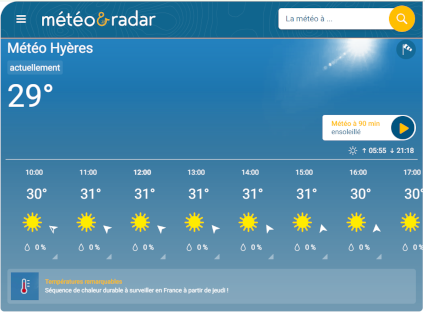 météo&radar
La météo à ...
Météo Hyères
actuellement
29°
Météo à 90 min
ensoleillé
↑ 05:55 ↓ 21:18
10:00 11:00 12:00 13:00 14:00 15:00 16:00 17:00
30° 31° 31° 31° 31° 31° 30° 30
0 % 0 % 0 % 0 % 0 % 0 % 0 % 0
Températures remarquables
Séquence de chaleur durable à surveiller en France à partir de jeudi !